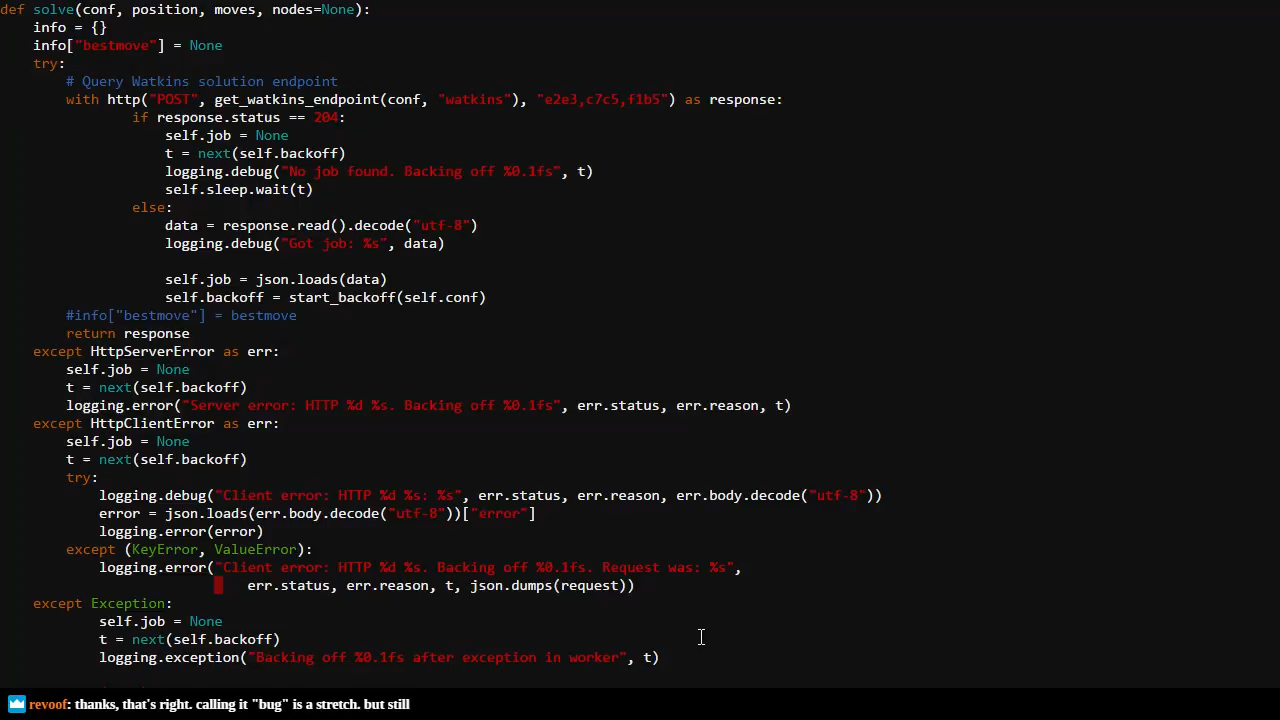 def solve(conf, position, moves, nodes=None):
    info = {}
    info["bestmove"] = None
    try:
        # Query Watkins solution endpoint
        with http("POST", get_watkins_endpoint(conf, "watkins"), "e2e3,c7c5,f1b5") as response:
                if response.status == 204:
                    self.job = None
                    t = next(self.backoff)
                    logging.debug("No job found. Backing off %0.1fs", t)
                    self.sleep.wait(t)
                else:
                    data = response.read().decode("utf-8")
                    logging.debug("Got job: %s", data)

                    self.job = json.loads(data)
                    self.backoff = start_backoff(self.conf)
        #info["bestmove"] = bestmove
        return response
    except HttpServerError as err:
        self.job = None
        t = next(self.backoff)
        logging.error("Server error: HTTP %d %s. Backing off %0.1fs", err.status, err.reason, t)
    except HttpClientError as err:
        self.job = None
        t = next(self.backoff)
        try:
            logging.debug("Client error: HTTP %d %s: %s", err.status, err.reason, err.body.decode("utf-8"))
            error = json.loads(err.body.decode("utf-8"))["error"]
            logging.error(error)
        except (KeyError, ValueError):
            logging.error("Client error: HTTP %d %s. Backing off %0.1fs. Request was: %s",
                              err.status, err.reason, t, json.dumps(request))
    except Exception:
            self.job = None
            t = next(self.backoff)
            logging.exception("Backing off %0.1fs after exception in worker", t)
revoof: thanks, that's right. calling it "bug" is a stretch. but still